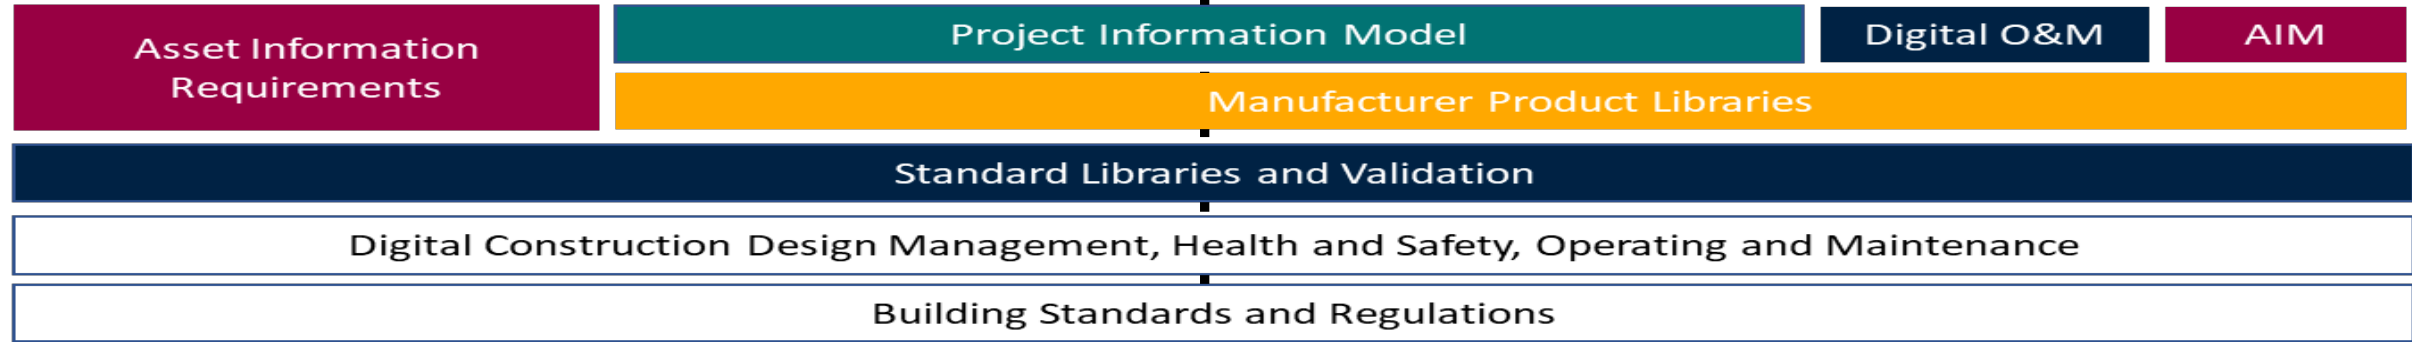 Asset Information
Requirements
Project Information Model
Digital O&M
AIM
Manufacturer Product Libraries
Standard Libraries and Validation
Digital Construction Design Management, Health and Safety, Operating and Maintenance
Building Standards and Regulations